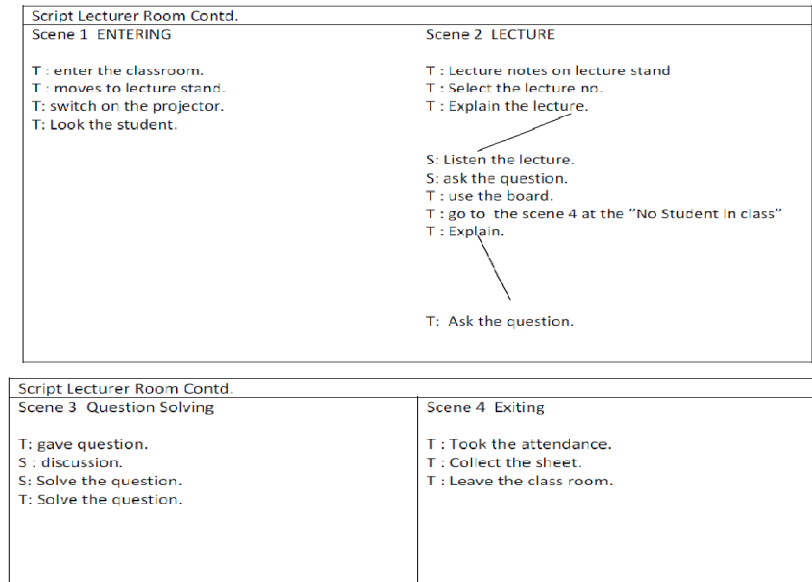 Script Lecturer Room Contd.
Scene 1 ENTERING
T : enter the classroom.
T : moves to lecture stand.
T: switch on the projector.
T: Look the student.
Scene 2 LECTURE
T : Lecture notes on lecture stand
T : Select the lecture no.
T : Explain the lecture.
S: Listen the lecture.
S: ask the question.
T : use the board.
T : go to the scene 4 at the "No Student In class"
T : Explain.
T: Ask the question.
Script Lecturer Room Contd.
Scene 3 Question Solving
T: gave question.
S : discussion.
S: Solve the question.
T: Solve the question.
Scene 4 Exiting
T : Took the attendance.
T : Collect the sheet.
T : Leave the class room.